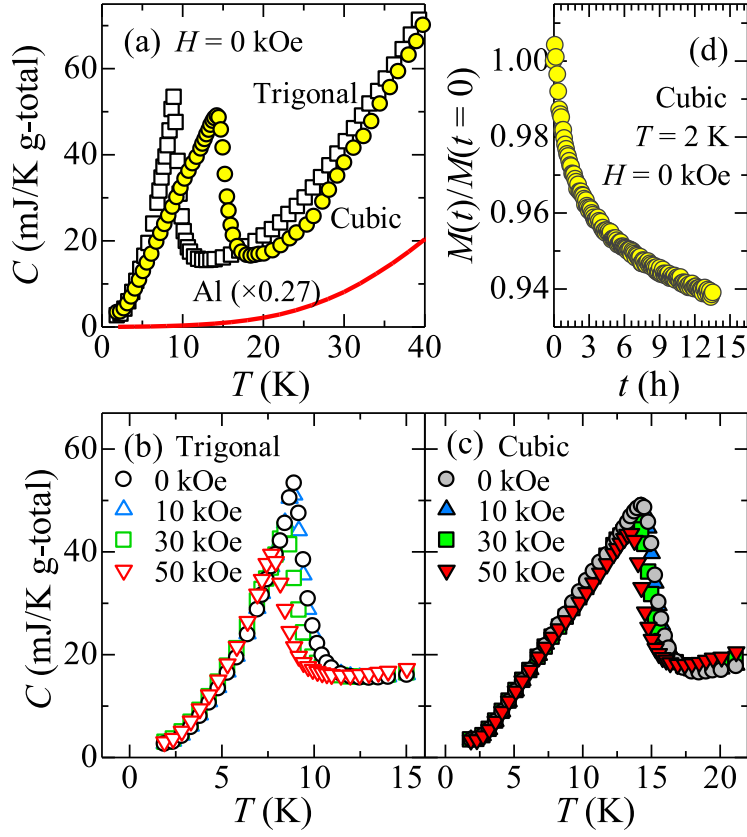 (a) H = 0 kOe
Trigonal
Cubic
Al (×0.27)
C (mJ/K g-total)
60
40
20
0
0 10 20 30 40
T (K)
(d)
Cubic
T = 2 K
H = 0 kOe
M(t)/M(t = 0)
1.00
0.98
0.96
0.94
0 3 6 9 12 15
t (h)
(b) Trigonal
0 kOe
10 kOe
30 kOe
50 kOe
C (mJ/K g-total)
60
40
20
0
0 5 10 15
T (K)
(c) Cubic
0 kOe
10 kOe
30 kOe
50 kOe
0 5 10 15 20
T (K)